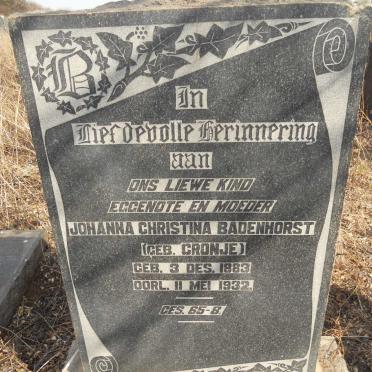 B
In
Liefdevolle Herinnering
aan
ONS LIEWE KIND
EGGENOTE EN MOEDER
JOHANNA CHRISTINA BADENHORST
(GEB. CRONJE)
GEB. 3 DES. 1883
OORL. 11 MEI 1932.
GES. 65-8.